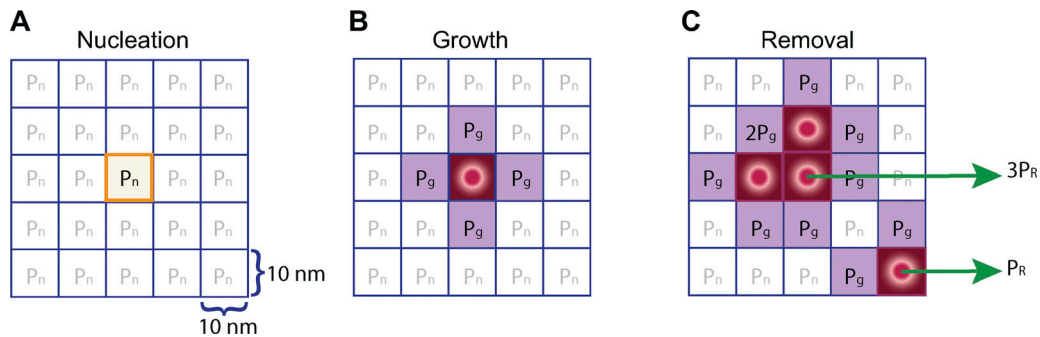 A
Nucleation
Pn Pn Pn Pn Pn
Pn Pn Pn Pn Pn
Pn Pn Pn Pn Pn
Pn Pn Pn Pn Pn
Pn Pn Pn Pn Pn
10 nm
10 nm
B
Growth
Pn Pn Pn Pn Pn
Pn Pn Pg Pn Pn
Pn Pg Pg Pn
Pn Pn Pg Pn Pn
Pn Pn Pn Pn Pn
C
Removal
Pn Pn Pg Pn Pn
Pn 2Pg Pg Pn
Pg Pg Pn 3PR
Pn Pg Pg Pn Pg
Pn Pn Pn Pg PR